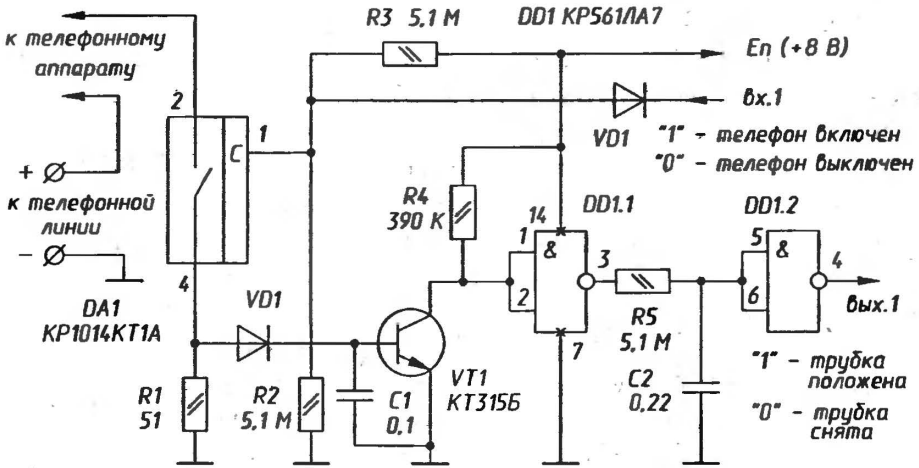 R3 5,1 М
DD1 КР561ЛА7
к телефонному
аппарату
Еп (+8 В)
2
1
С
VD1
вх.1
"1" - телефон включен
"0" - телефон выключен
+
к телефонной
линии
-
R4
390 К
14
DD1.1
DD1.2
1
&
2
3
7
5
&
6
4
вых.1
4
DA1
КР1014КТ1А
VD1
R5
5,1 М
R1
51
R2
5,1 М
C1
0,1
VT1
КТ315Б
C2
0,22
"1" - трубка
положена
"0" - трубка
снята